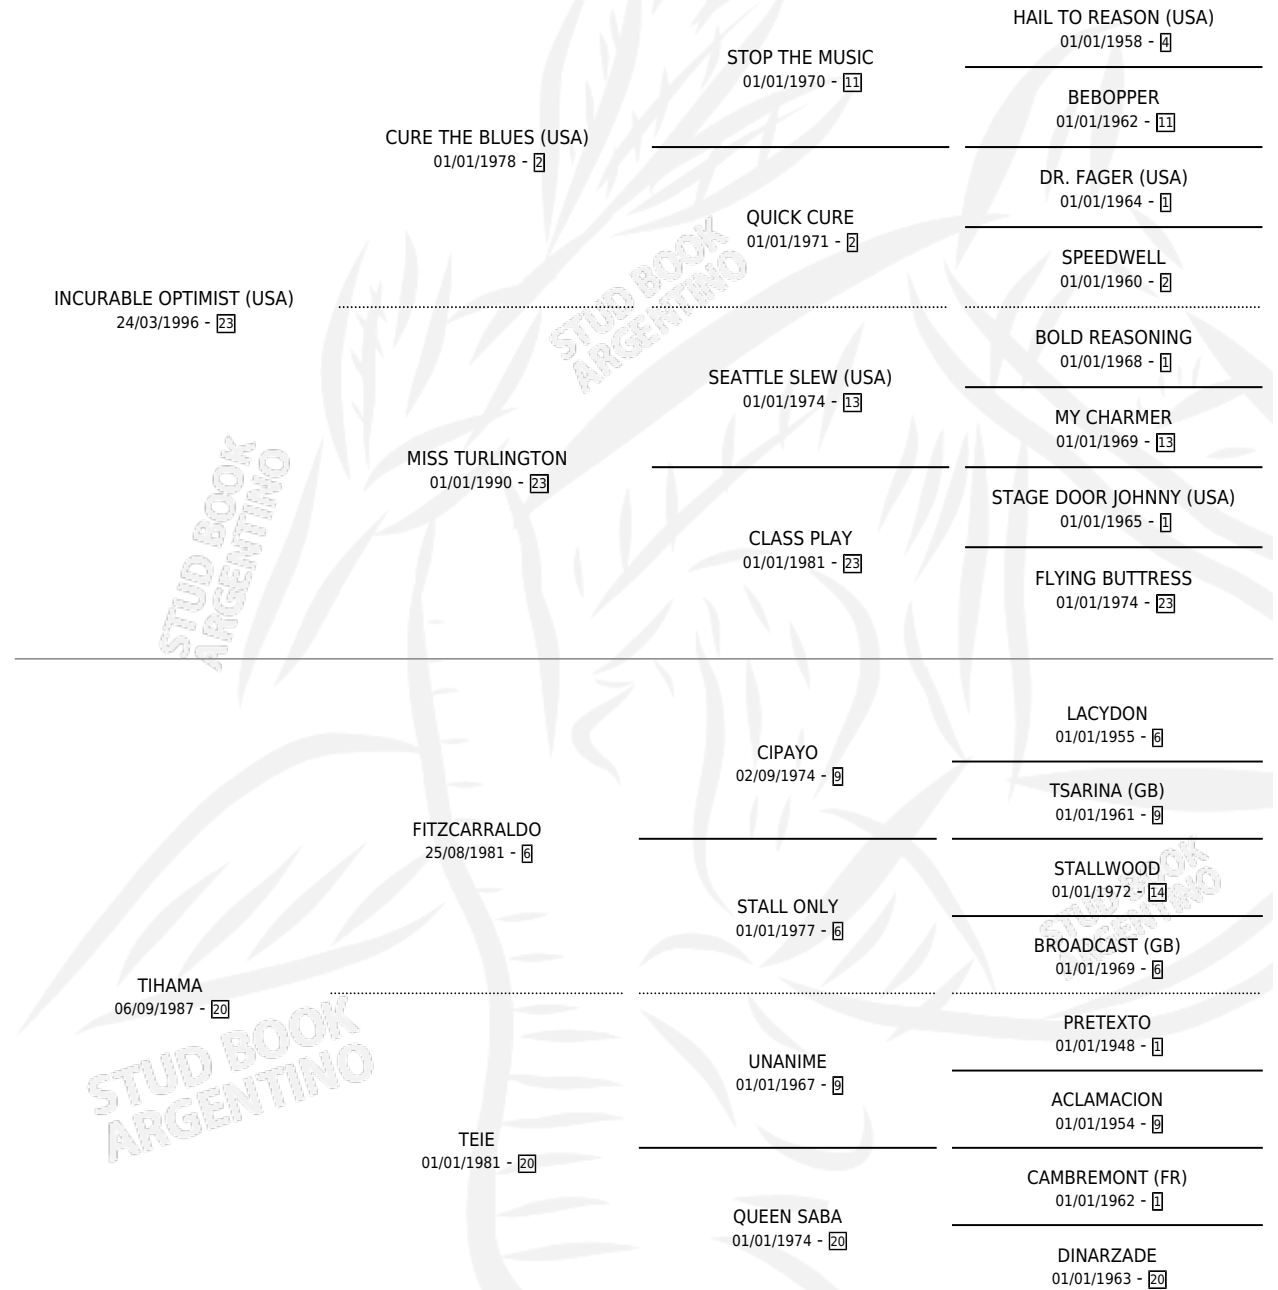 HAIL TO REASON (USA)
01/01/1958 - 4
STOP THE MUSIC
01/01/1970 - 11
BEBOPPER
01/01/1962 - 11
CURE THE BLUES (USA)
01/01/1978 - 2
DR. FAGER (USA)
01/01/1964 - 1
QUICK CURE
01/01/1971 - 2
SPEEDWELL
01/01/1960 - 2
INCURABLE OPTIMIST (USA)
24/03/1996 - 23
BOLD REASONING
01/01/1968 - 1
SEATTLE SLEW (USA)
01/01/1974 - 13
MY CHARMER
01/01/1969 - 13
MISS TURLINGTON
01/01/1990 - 23
STAGE DOOR JOHNNY (USA)
01/01/1965 - 1
CLASS PLAY
01/01/1981 - 23
FLYING BUTTRESS
01/01/1974 - 23
LACYDON
01/01/1955 - 6
CIPAYO
02/09/1974 - 9
TSARINA (GB)
01/01/1961 - 9
FITZCARRALDO
25/08/1981 - 6
STALLWOOD
01/01/1972 - 14
STALL ONLY
01/01/1977 - 6
BROADCAST (GB)
01/01/1969 - 6
TIHAMA
06/09/1987 - 20
PRETEXTO
01/01/1948 - 1
UNANIME
01/01/1967 - 9
ACLAMACION
01/01/1954 - 9
TEIE
01/01/1981 - 20
CAMBREMONT (FR)
01/01/1962 - 1
QUEEN SABA
01/01/1974 - 20
DINARZADE
01/01/1963 - 20
STUD BOOK
ARGENTINO
STUD BOOK
ARGENTINO
STUD BOOK
ARGENTINO
STUD BOOK
ARGENTINO